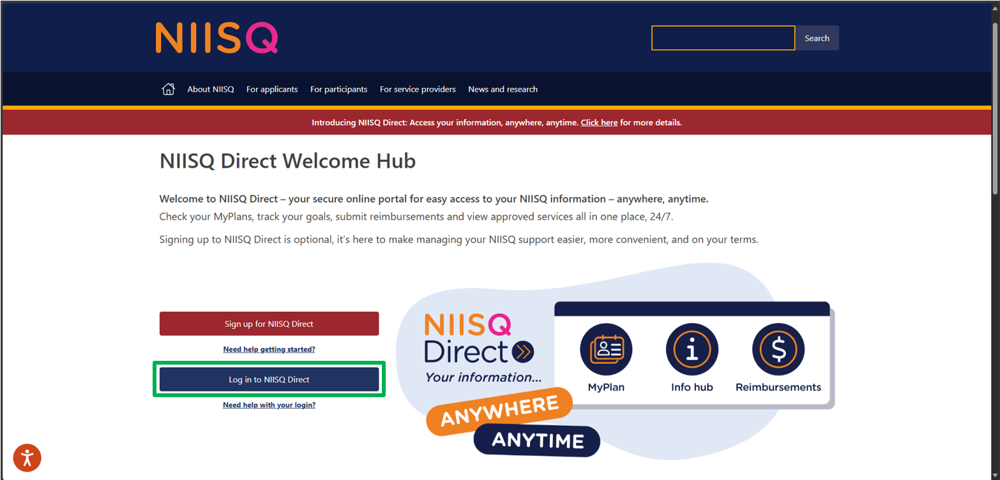 NIISQ
Search
About NIISQ For applicants For participants For service providers News and research
Introducing NIISQ Direct: Access your information, anywhere, anytime. Click here for more details.
NIISQ Direct Welcome Hub
Welcome to NIISQ Direct – your secure online portal for easy access to your NIISQ information – anywhere, anytime.
Check your MyPlans, track your goals, submit reimbursements and view approved services all in one place, 24/7.
Signing up to NIISQ Direct is optional, it’s here to make managing your NIISQ support easier, more convenient, and on your terms.
Sign up for NIISQ Direct
Need help getting started?
Log in to NIISQ Direct
Need help with your login?
NIISQ
Direct
Your information...
ANYWHERE
ANYTIME
MyPlan Info hub Reimbursements